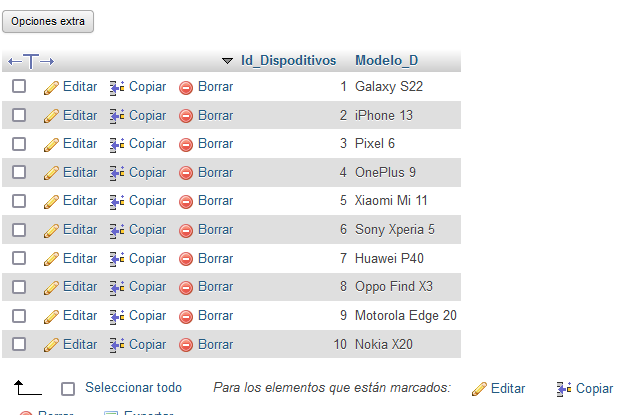 Opciones extra
Id_Dispoditivos Modelo_D
Editar Copiar Borrar 1 Galaxy S22
Editar Copiar Borrar 2 iPhone 13
Editar Copiar Borrar 3 Pixel 6
Editar Copiar Borrar 4 OnePlus 9
Editar Copiar Borrar 5 Xiaomi Mi 11
Editar Copiar Borrar 6 Sony Xperia 5
Editar Copiar Borrar 7 Huawei P40
Editar Copiar Borrar 8 Oppo Find X3
Editar Copiar Borrar 9 Motorola Edge 20
Editar Copiar Borrar 10 Nokia X20
Seleccionar todo Para los elementos que están marcados: Editar Copiar
Borrar Exportar